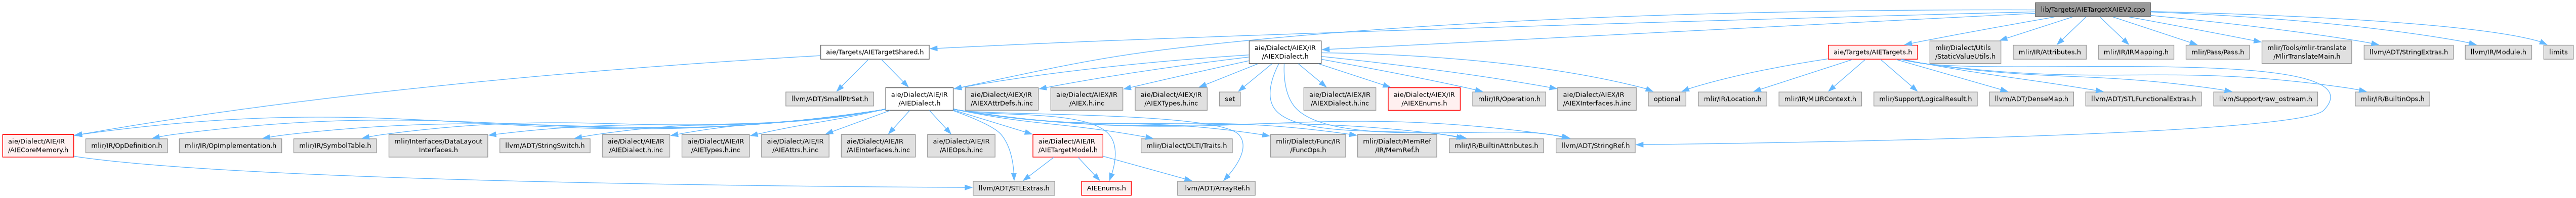 lib/Targets/AIETargetXAIEV2.cpp
aie/Targets/AIETargetShared.h
aie/Dialect/AIEX/IR
/AIEXDialect.h
aie/Targets/AIETargets.h
mlir/Dialect/Utils
/StaticValueUtils.h
mlir/IR/Attributes.h
mlir/IR/IRMapping.h
mlir/Pass/Pass.h
mlir/Tools/mlir-translate
/MlirTranslateMain.h
llvm/ADT/StringExtras.h
llvm/IR/Module.h
limits
llvm/ADT/SmallPtrSet.h
aie/Dialect/AIE/IR
/AIEDialect.h
aie/Dialect/AIEX/IR
/AIEXAttrDefs.h.inc
aie/Dialect/AIEX/IR
/AIEX.h.inc
aie/Dialect/AIEX/IR
/AIEXTypes.h.inc
set
aie/Dialect/AIEX/IR
/AIEXDialect.h.inc
aie/Dialect/AIEX/IR
/AIEXEnums.h
mlir/IR/Operation.h
aie/Dialect/AIEX/IR
/AIEXInterfaces.h.inc
optional
mlir/IR/Location.h
mlir/IR/MLIRContext.h
mlir/Support/LogicalResult.h
llvm/ADT/DenseMap.h
llvm/ADT/STLFunctionalExtras.h
llvm/Support/raw_ostream.h
mlir/IR/BuiltinOps.h
aie/Dialect/AIE/IR
/AIECoreMemory.h
mlir/IR/OpDefinition.h
mlir/IR/OpImplementation.h
mlir/IR/SymbolTable.h
mlir/Interfaces/DataLayout
Interfaces.h
llvm/ADT/StringSwitch.h
aie/Dialect/AIE/IR
/AIEDialect.h.inc
aie/Dialect/AIE/IR
/AIETypes.h.inc
aie/Dialect/AIE/IR
/AIEAttrs.h.inc
aie/Dialect/AIE/IR
/AIEInterfaces.h.inc
aie/Dialect/AIE/IR
/AIEOps.h.inc
aie/Dialect/AIE/IR
/AIETargetModel.h
mlir/Dialect/DLTI/Traits.h
mlir/Dialect/Func/IR
/FuncOps.h
mlir/Dialect/MemRef
/IR/MemRef.h
mlir/IR/BuiltinAttributes.h
llvm/ADT/StringRef.h
llvm/ADT/STLExtras.h
AIEEnums.h
llvm/ADT/ArrayRef.h